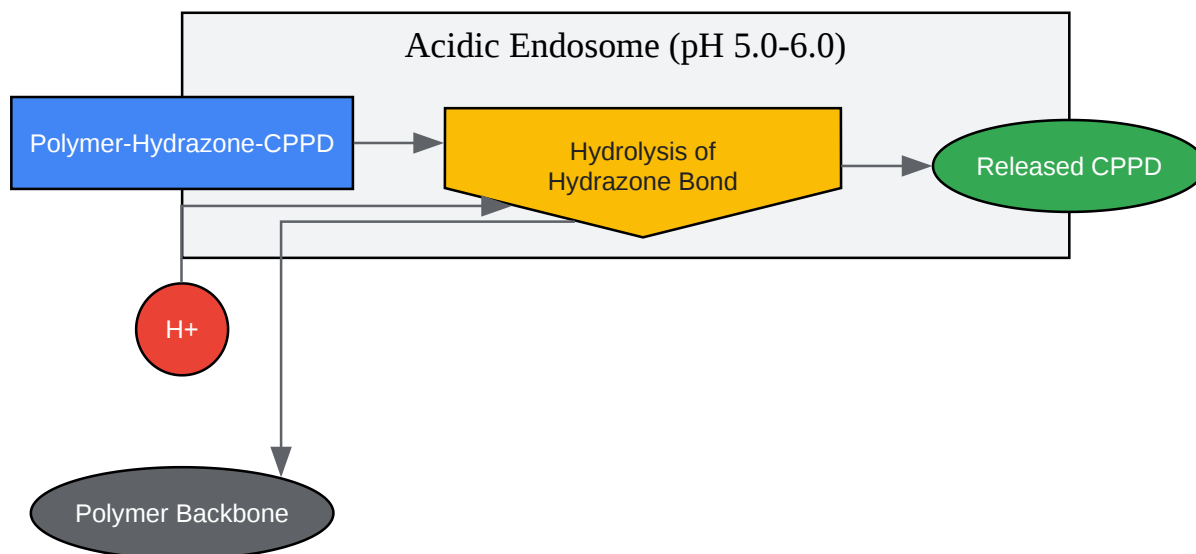 Acidic Endosome (pH 5.0-6.0)
Polymer-Hydrazone-CPPD
Hydrolysis of
Hydrazone Bond
Released CPPD
H+
Polymer Backbone